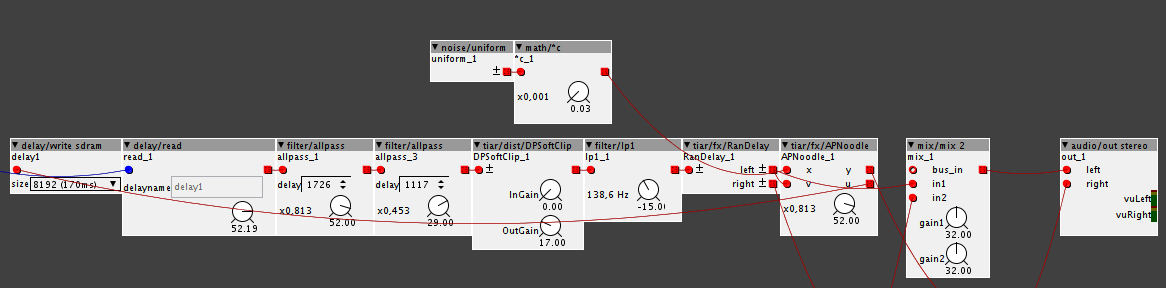 ▼ noise/uniform
uniform_1
±
▼ math/*c
*c_1
x0,001
0.03
▼ delay/write sdram
delay1
size 8192 (170ms) ▼
▼ delay/read
read_1
delayname delay1
52.19
▼ filter/allpass
allpass_1
delay 1726
x0,813
52.00
▼ filter/allpass
allpass_3
delay 1117
x0,453
29.00
▼ tiar/dist/DPSoftClip
DPSoftClip_1
±
InGain
0.00
OutGain
17.00
▼ filter/lp1
lp1_1
138,6 Hz
-15.0
▼ tiar/fx/RanDelay
RanDelay_1
left ±
right ±
▼ tiar/fx/APNoodle
APNoodle_1
x y
v u
x0,813
52.00
▼ mix/mix 2
mix_1
bus_in
in1
in2
gain1
32.00
gain2
32.00
▼ audio/out stereo
out_1
left
right
vuLeft
vuRight